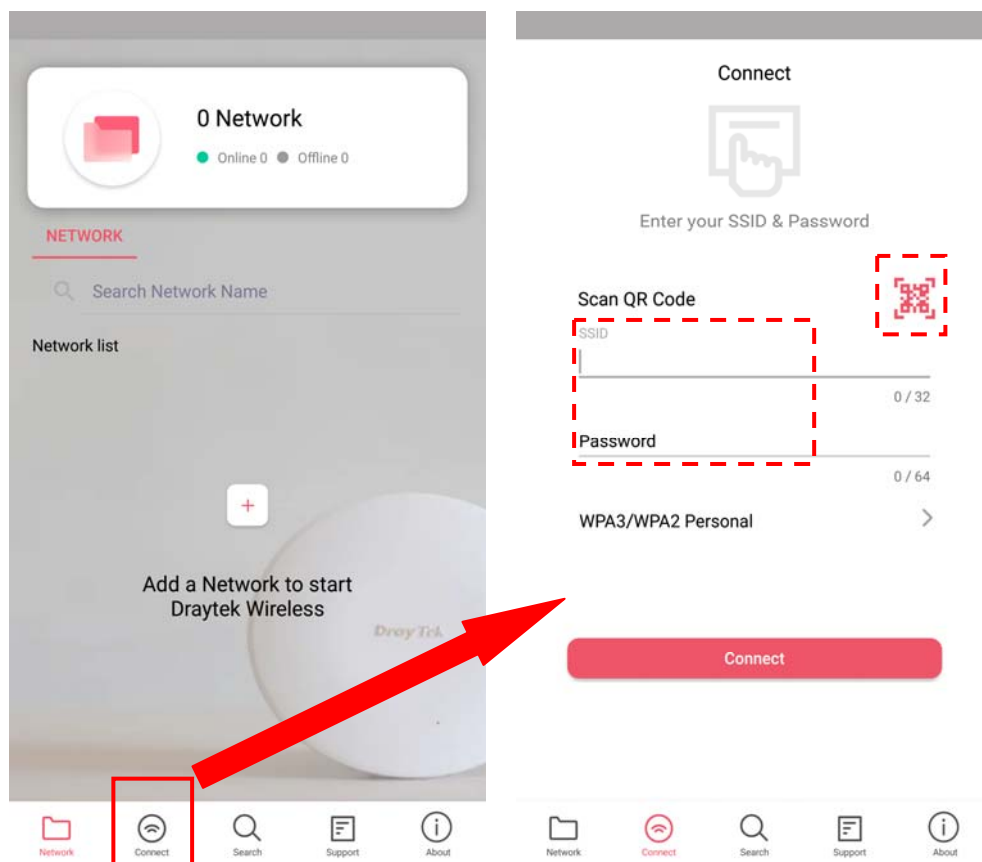 0 Network
Online 0 Offline 0
NETWORK
Search Network Name
Network list
+
Add a Network to start
Draytek Wireless
DrayTek
Network Connect Search Support About
Connect
Enter your SSID & Password
Scan QR Code
SSID
0 / 32
Password
0 / 64
WPA3/WPA2 Personal
Connect
Network Connect Search Support About